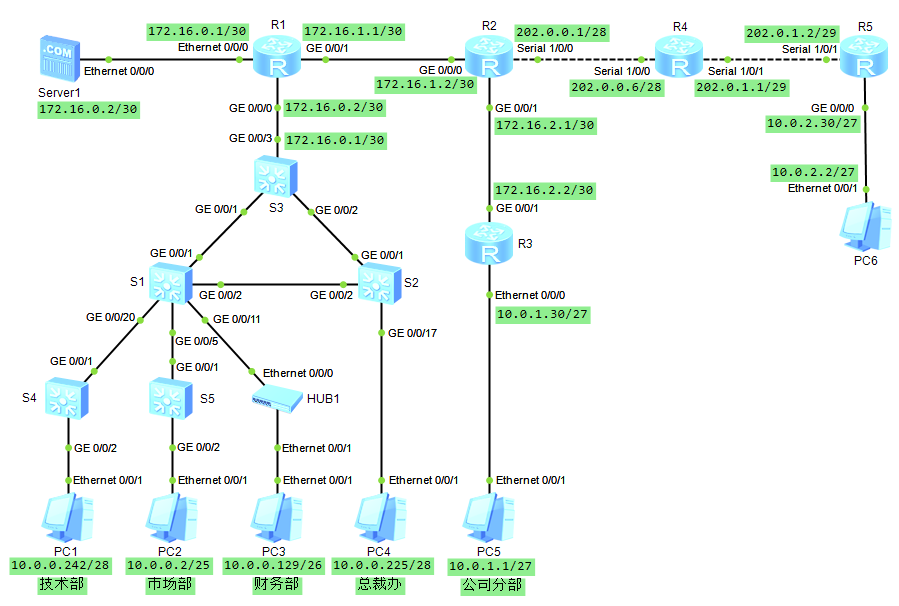 R1
R2
R4
R5
172.16.0.1/30
172.16.1.1/30
202.0.0.1/28
202.0.1.2/29
Ethernet 0/0/0
GE 0/0/1
Serial 1/0/0
Serial 1/0/1
.COM
R
R
R
R
Ethernet 0/0/0
GE 0/0/0
Serial 1/0/0
Serial 1/0/1
Server1
172.16.1.2/30
202.0.0.6/28
202.0.1.1/29
172.16.0.2/30
GE 0/0/0
172.16.0.2/30
GE 0/0/1
GE 0/0/0
172.16.2.1/30
10.0.2.30/27
GE 0/0/3
172.16.0.1/30
10.0.2.2/27
172.16.2.2/30
Ethernet 0/0/1
S3
GE 0/0/1
GE 0/0/2
GE 0/0/1
R
R3
PC6
GE 0/0/1
GE 0/0/1
S1
S2
GE 0/0/2
GE 0/0/2
Ethernet 0/0/0
10.0.1.30/27
GE 0/0/20
GE 0/0/11
GE 0/0/5
GE 0/0/17
GE 0/0/1
GE 0/0/1
Ethernet 0/0/0
S4
S5
HUB1
GE 0/0/2
GE 0/0/2
Ethernet 0/0/1
Ethernet 0/0/1
Ethernet 0/0/1
Ethernet 0/0/1
Ethernet 0/0/1
Ethernet 0/0/1
PC1
PC2
PC3
PC4
PC5
10.0.0.242/28
10.0.0.2/25
10.0.0.129/26
10.0.0.225/28
10.0.1.1/27
技术部
市场部
财务部
总裁办
公司分部